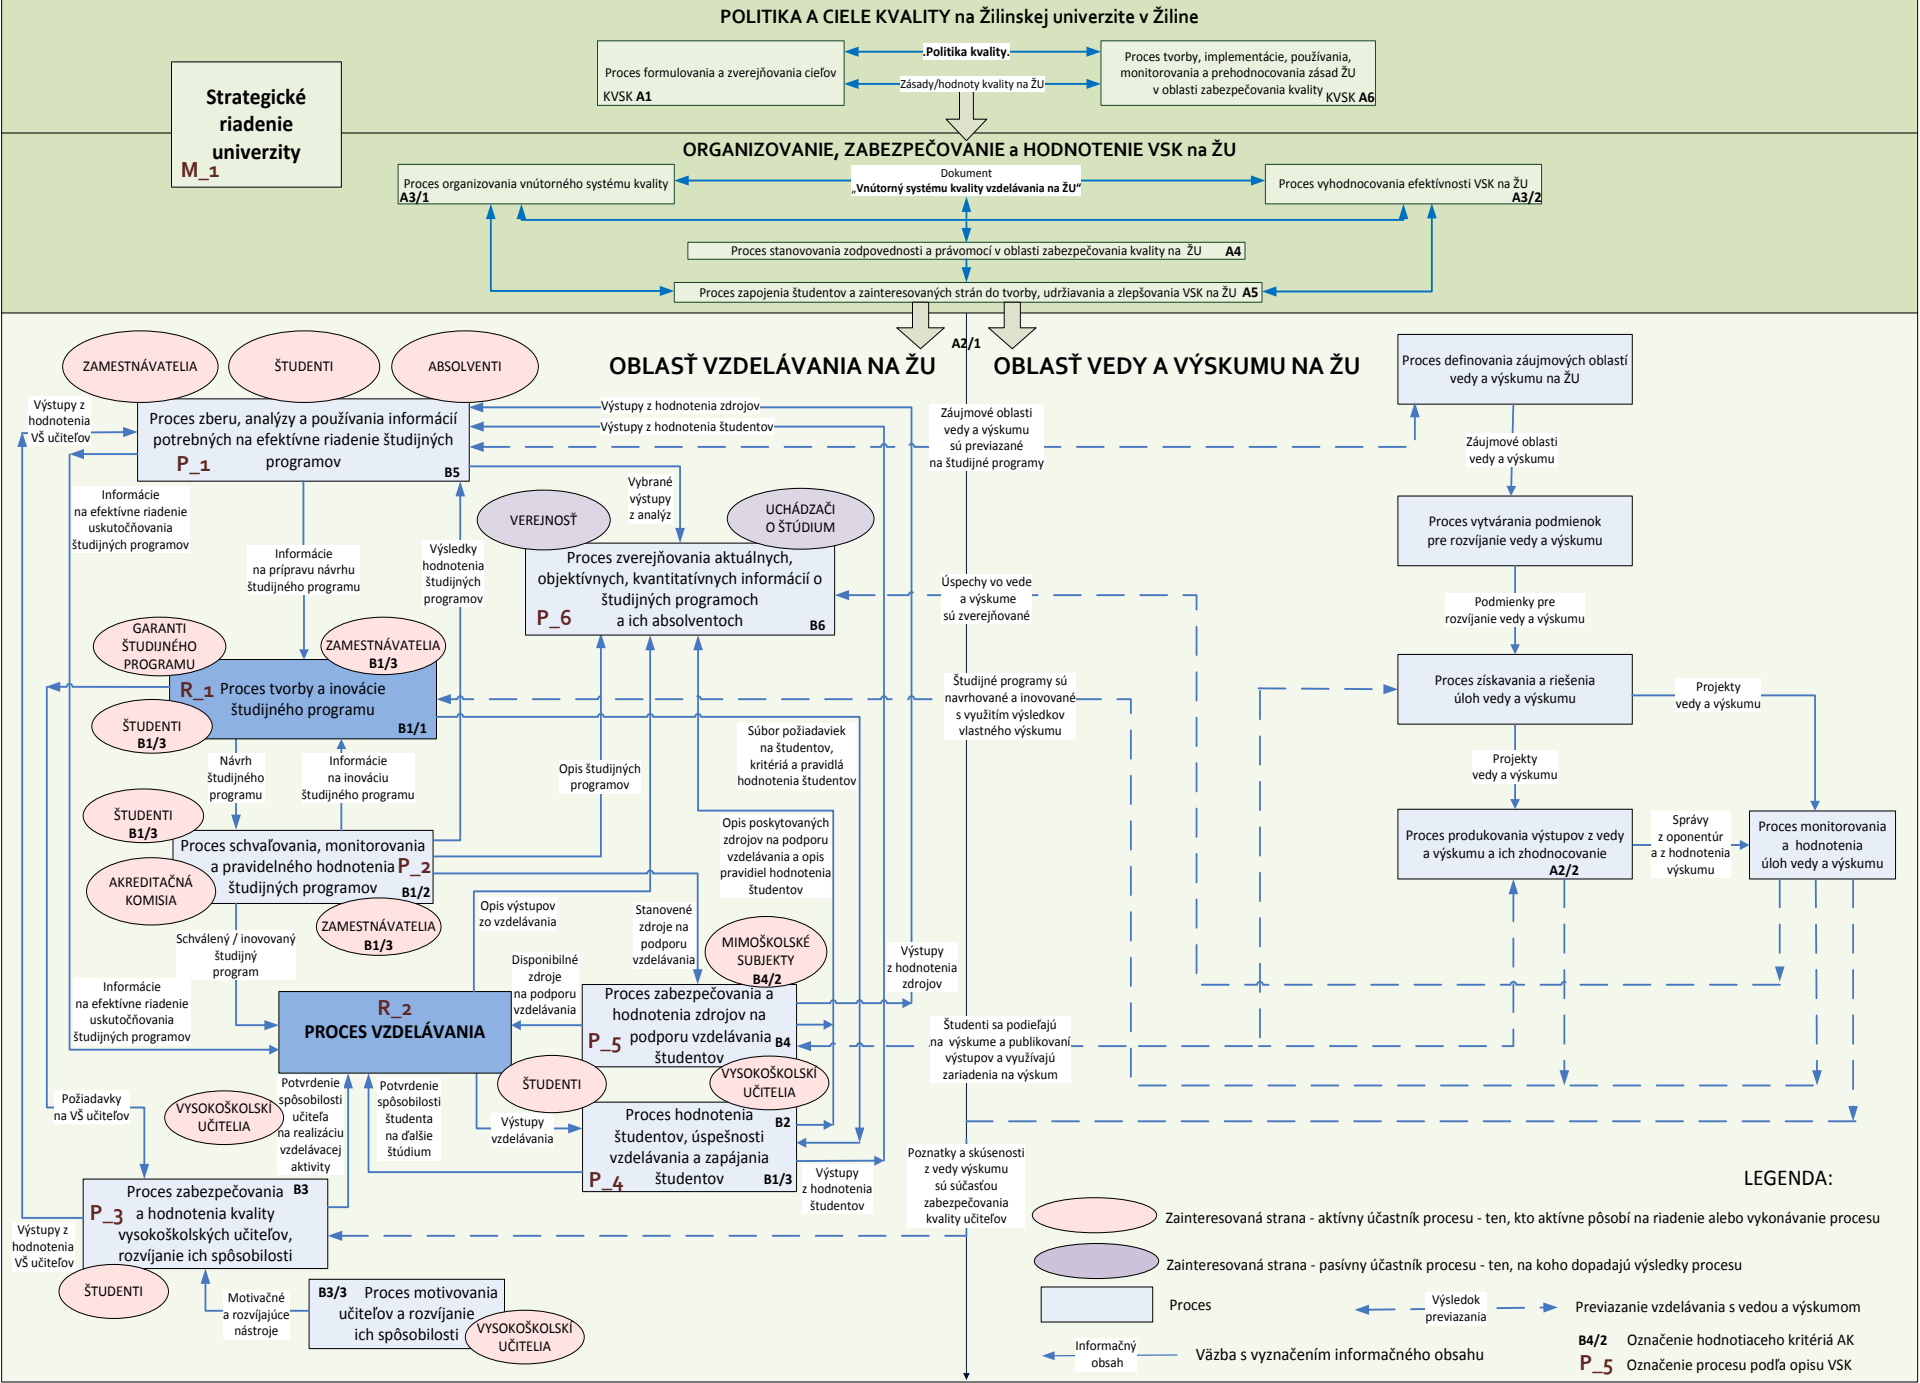 POLITIKA A CIELE KVALITY na Žilinskej univerzite v Žiline
Proces formulovania a zverejňovania cieľov
KVSK A1
.Politika kvality.
Zásady/hodnoty kvality na ŽU
Proces tvorby, implementácie, používania,
monitorovania a prehodnocovania zásad ŽU
v oblasti zabezpečovania kvality
KVSK A6
Strategické
riadenie
univerzity
M_1
ORGANIZOVANIE, ZABEZPEČOVANIE a HODNOTENIE VSK na ŽU
Proces organizovania vnútorného systému kvality
A3/1
Dokument
„Vnútorný systému kvality vzdelávania na ŽU“
Proces vyhodnocovania efektívnosti VSK na ŽU
A3/2
Proces stanovovania zodpovednosti a právomocí v oblasti zabezpečovania kvality na ŽU A4
Proces zapojenia študentov a zainteresovaných strán do tvorby, udržiavania a zlepšovania VSK na ŽU A5
A2/1
OBLASŤ VZDELÁVANIA NA ŽU
OBLASŤ VEDY A VÝSKUMU NA ŽU
ZAMESTNÁVATELIA
ŠTUDENTI
ABSOLVENTI
Výstupy z
hodnotenia
VŠ učiteľov
Proces zberu, analýzy a používania informácií
potrebných na efektívne riadenie študijných
programov
P_1
B5
Výstupy z hodnotenia zdrojov
Výstupy z hodnotenia študentov
Záujmové oblasti
vedy a výskumu
sú previazané
na študijné programy
Proces definovania záujmových oblastí
vedy a výskumu na ŽU
Záujmové oblasti
vedy a výskumu
Informácie
na efektívne riadenie
uskutočňovania
študijných programov
Informácie
na prípravu návrhu
študijného programu
Výsledky
hodnotenia
študijných
programov
Vybrané
výstupy
z analýz
VEREJNOSŤ
UCHÁDZAČI
O ŠTÚDIUM
Proces zverejňovania aktuálnych,
objektívnych, kvantitatívnych informácií o
študijných programoch
a ich absolventoch
P_6
B6
Úspechy vo vede
a výskume
sú zverejňované
Proces vytvárania podmienok
pre rozvíjanie vedy a výskumu
Podmienky pre
rozvíjanie vedy a výskumu
GARANTI
ŠTUDIJNÉHO
PROGRAMU
ZAMESTNÁVATELIA
B1/3
R_1
Proces tvorby a inovácie
študijného programu
B1/1
ŠTUDENTI
B1/3
Študijné programy sú
navrhované a inovované
s využitím výsledkov
vlastného výskumu
Proces získavania a riešenia
úloh vedy a výskumu
Projekty
vedy a výskumu
Projekty
vedy a výskumu
Návrh
študijného
programu
Informácie
na inováciu
študijného programu
Opis študijných
programov
Súbor požiadaviek
na študentov,
kritériá a pravidlá
hodnotenia študentov
ŠTUDENTI
B1/3
Proces schvaľovania, monitorovania
a pravidelného hodnotenia
študijných programov
P_2
B1/2
AKREDITAČNÁ
KOMISIA
ZAMESTNÁVATELIA
B1/3
Opis poskytovaných
zdrojov na podporu
vzdelávania a opis
pravidiel hodnotenia
študentov
Proces produkovania výstupov z vedy
a výskumu a ich zhodnocovanie
A2/2
Správy
z oponentúr
a z hodnotenia
výskumu
Proces monitorovania
a hodnotenia
úloh vedy a výskumu
Schválený / inovovaný
študijný
program
Opis výstupov
zo vzdelávania
Stanovené
zdroje na
podporu
vzdelávania
MIMOŠKOLSKÉ
SUBJEKTY
B4/2
Výstupy
z hodnotenia
zdrojov
Informácie
na efektívne riadenie
uskutočňovania
študijných programov
R_2
PROCES VZDELÁVANIA
Disponibilné
zdroje
na podporu
vzdelávania
Proces zabezpečovania a
hodnotenia zdrojov na
podporu vzdelávania
študentov
P_5
B4
Študenti sa podieľajú
na výskume a publikovaní
výstupov a využívajú
zariadenia na výskum
ŠTUDENTI
VYSOKOŠKOLSKÍ
UČITELIA
Požiadavky
na VŠ učiteľov
VYSOKOŠKOLSKÍ
UČITELIA
Potvrdenie
spôsobilosti
učiteľa
na realizáciu
vzdelávacej
aktivity
Potvrdenie
spôsobilosti
študenta
na ďalšie
štúdium
Výstupy
vzdelávania
Proces hodnotenia
študentov, úspešnosti
vzdelávania a zapájania
študentov
B2
P_4
B1/3
Výstupy
z hodnotenia
študentov
Poznatky a skúsenosti
z vedy výskumu
sú súčasťou
zabezpečovania
kvality učiteľov
Proces zabezpečovania
a hodnotenia kvality
vysokoškolských učiteľov,
rozvíjanie ich spôsobilosti
B3
P_3
Výstupy z
hodnotenia
VŠ učiteľov
ŠTUDENTI
Motivačné
a rozvíjajúce
nástroje
B3/3 Proces motivovania
učiteľov a rozvíjanie
ich spôsobilosti
VYSOKOŠKOLSKÍ
UČITELIA
LEGENDA:
Zainteresovaná strana - aktívny účastník procesu - ten, kto aktívne pôsobí na riadenie alebo vykonávanie procesu
Zainteresovaná strana - pasívny účastník procesu - ten, na koho dopadajú výsledky procesu
Proces
Výsledok
previazania
Previazanie vzdelávania s vedou a výskumom
Informačný
obsah
Väzba s vyznačením informačného obsahu
B4/2 Označenie hodnotiaceho kritériá AK
P_5 Označenie procesu podľa opisu VSK